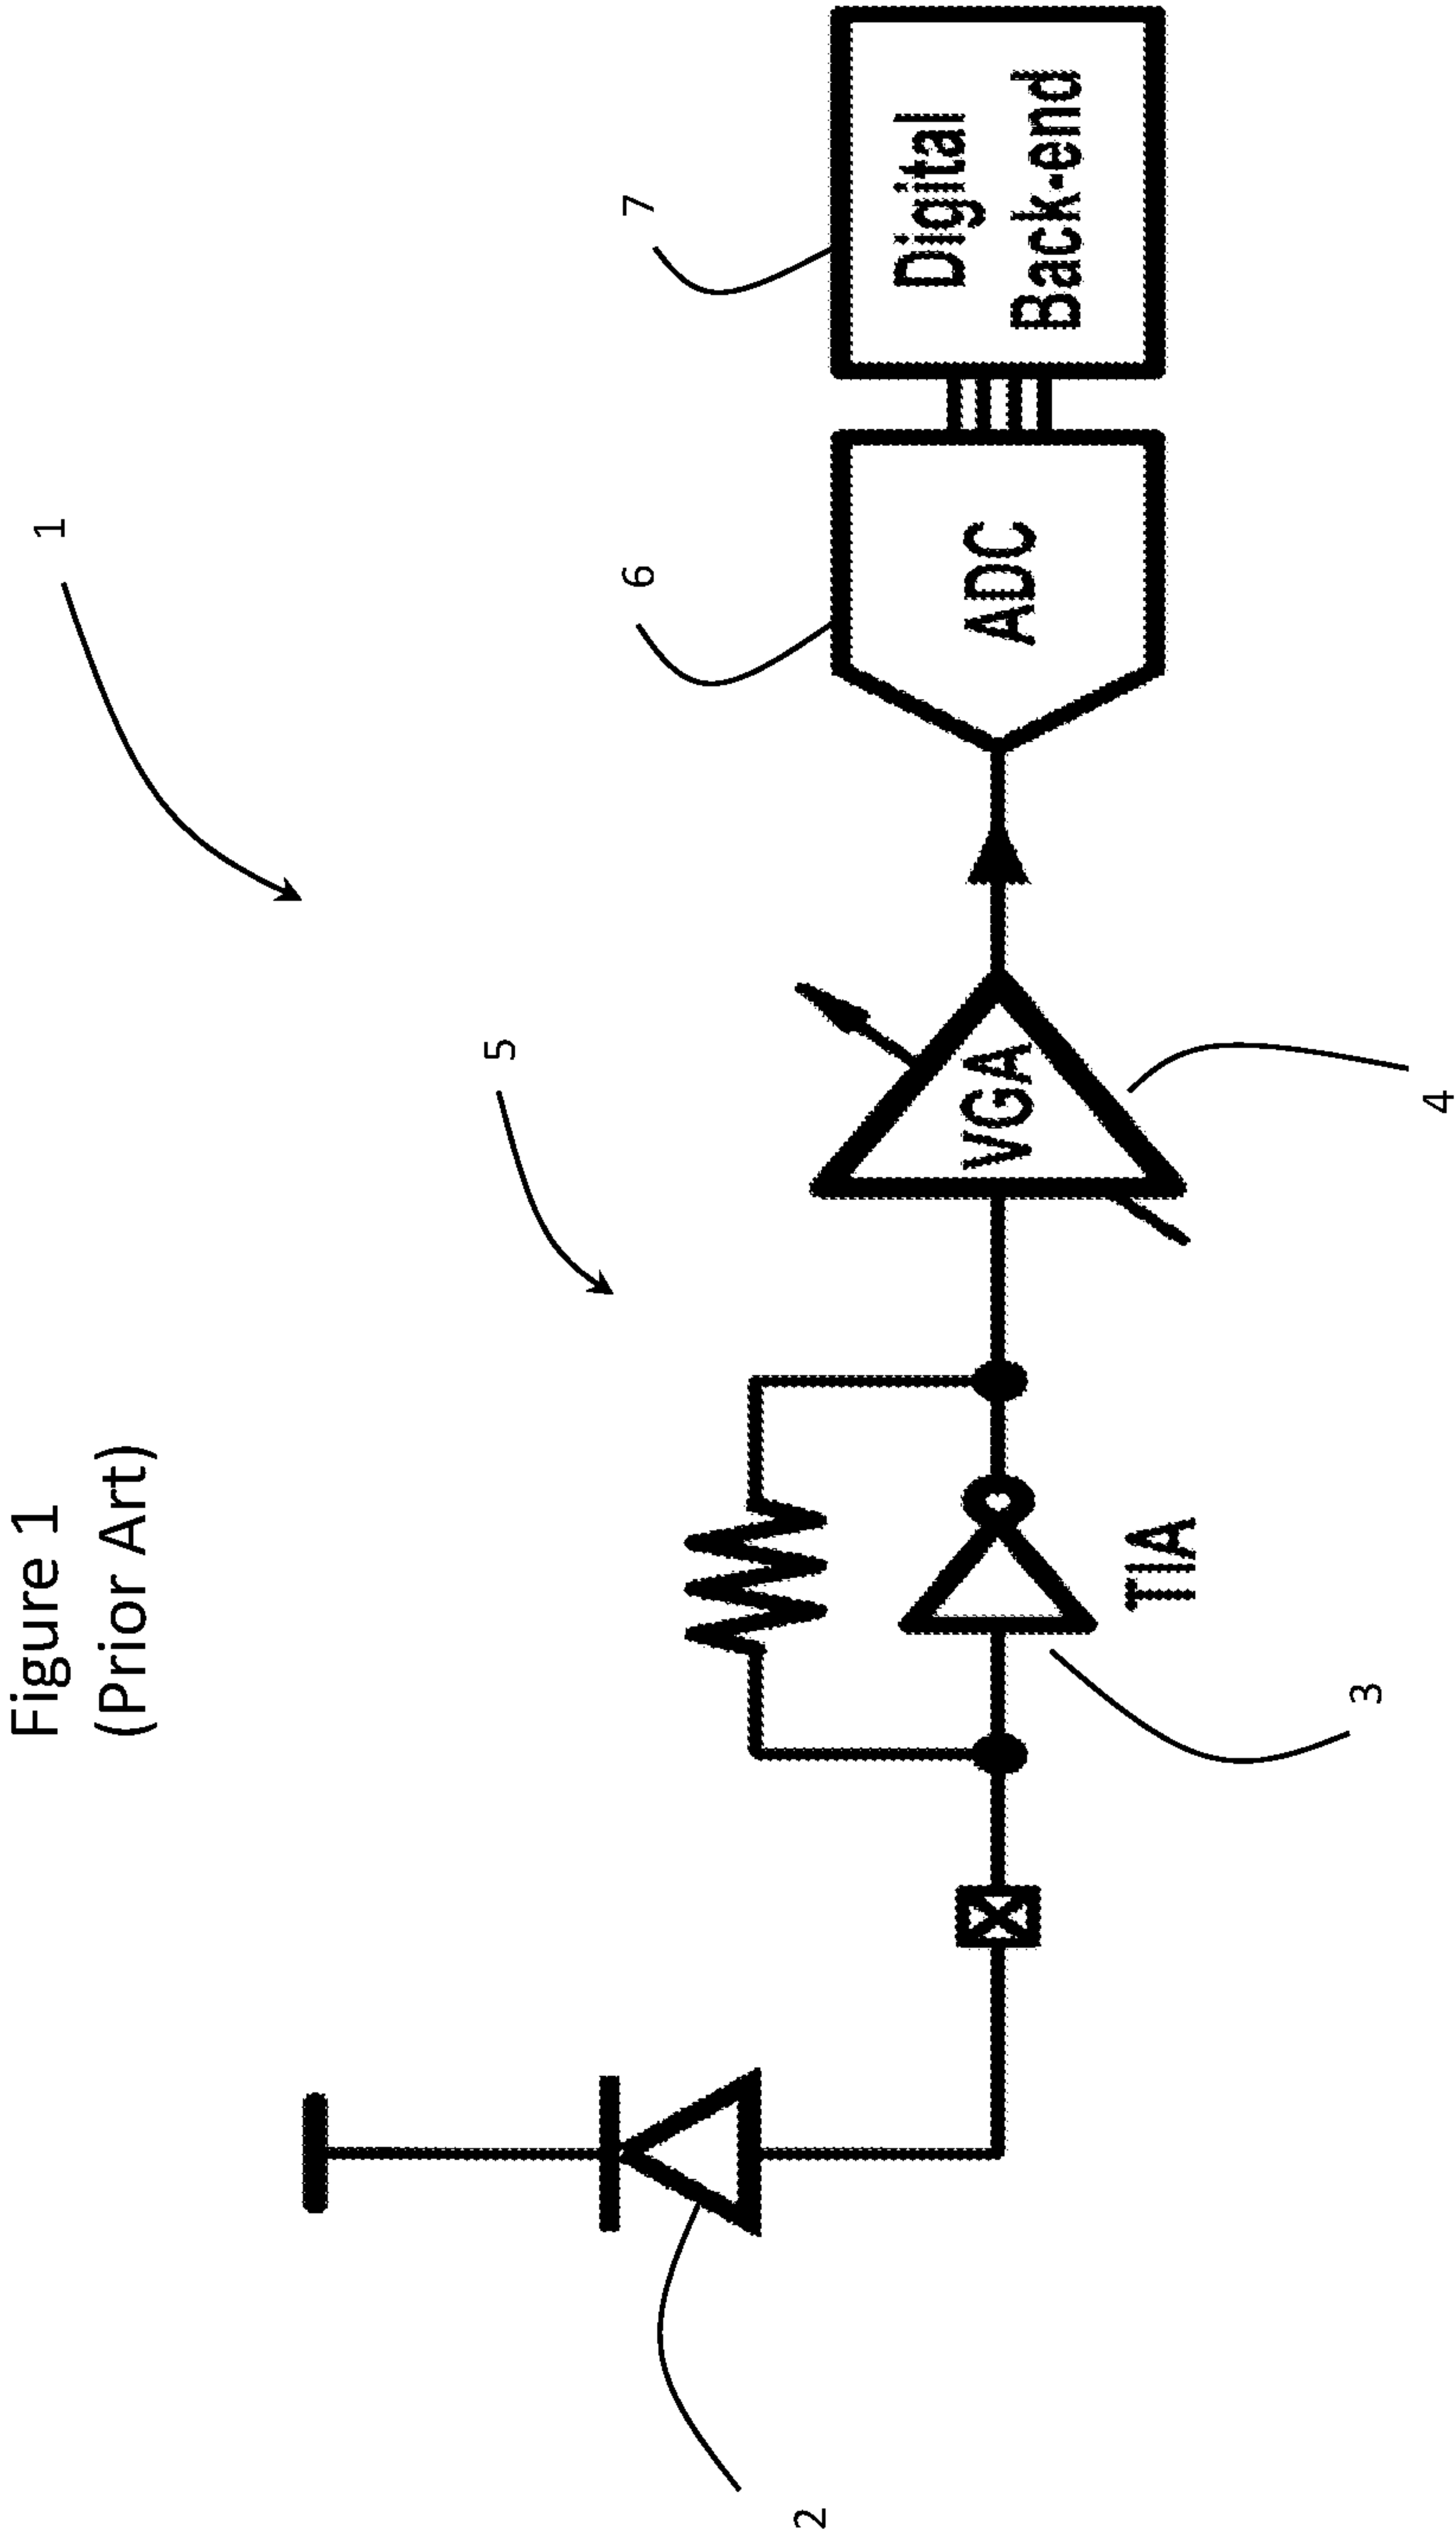 Figure 1
(Prior Art)
1
5
6
7
VGA
ADC
Digital
Back-end
TIA
2
3
4